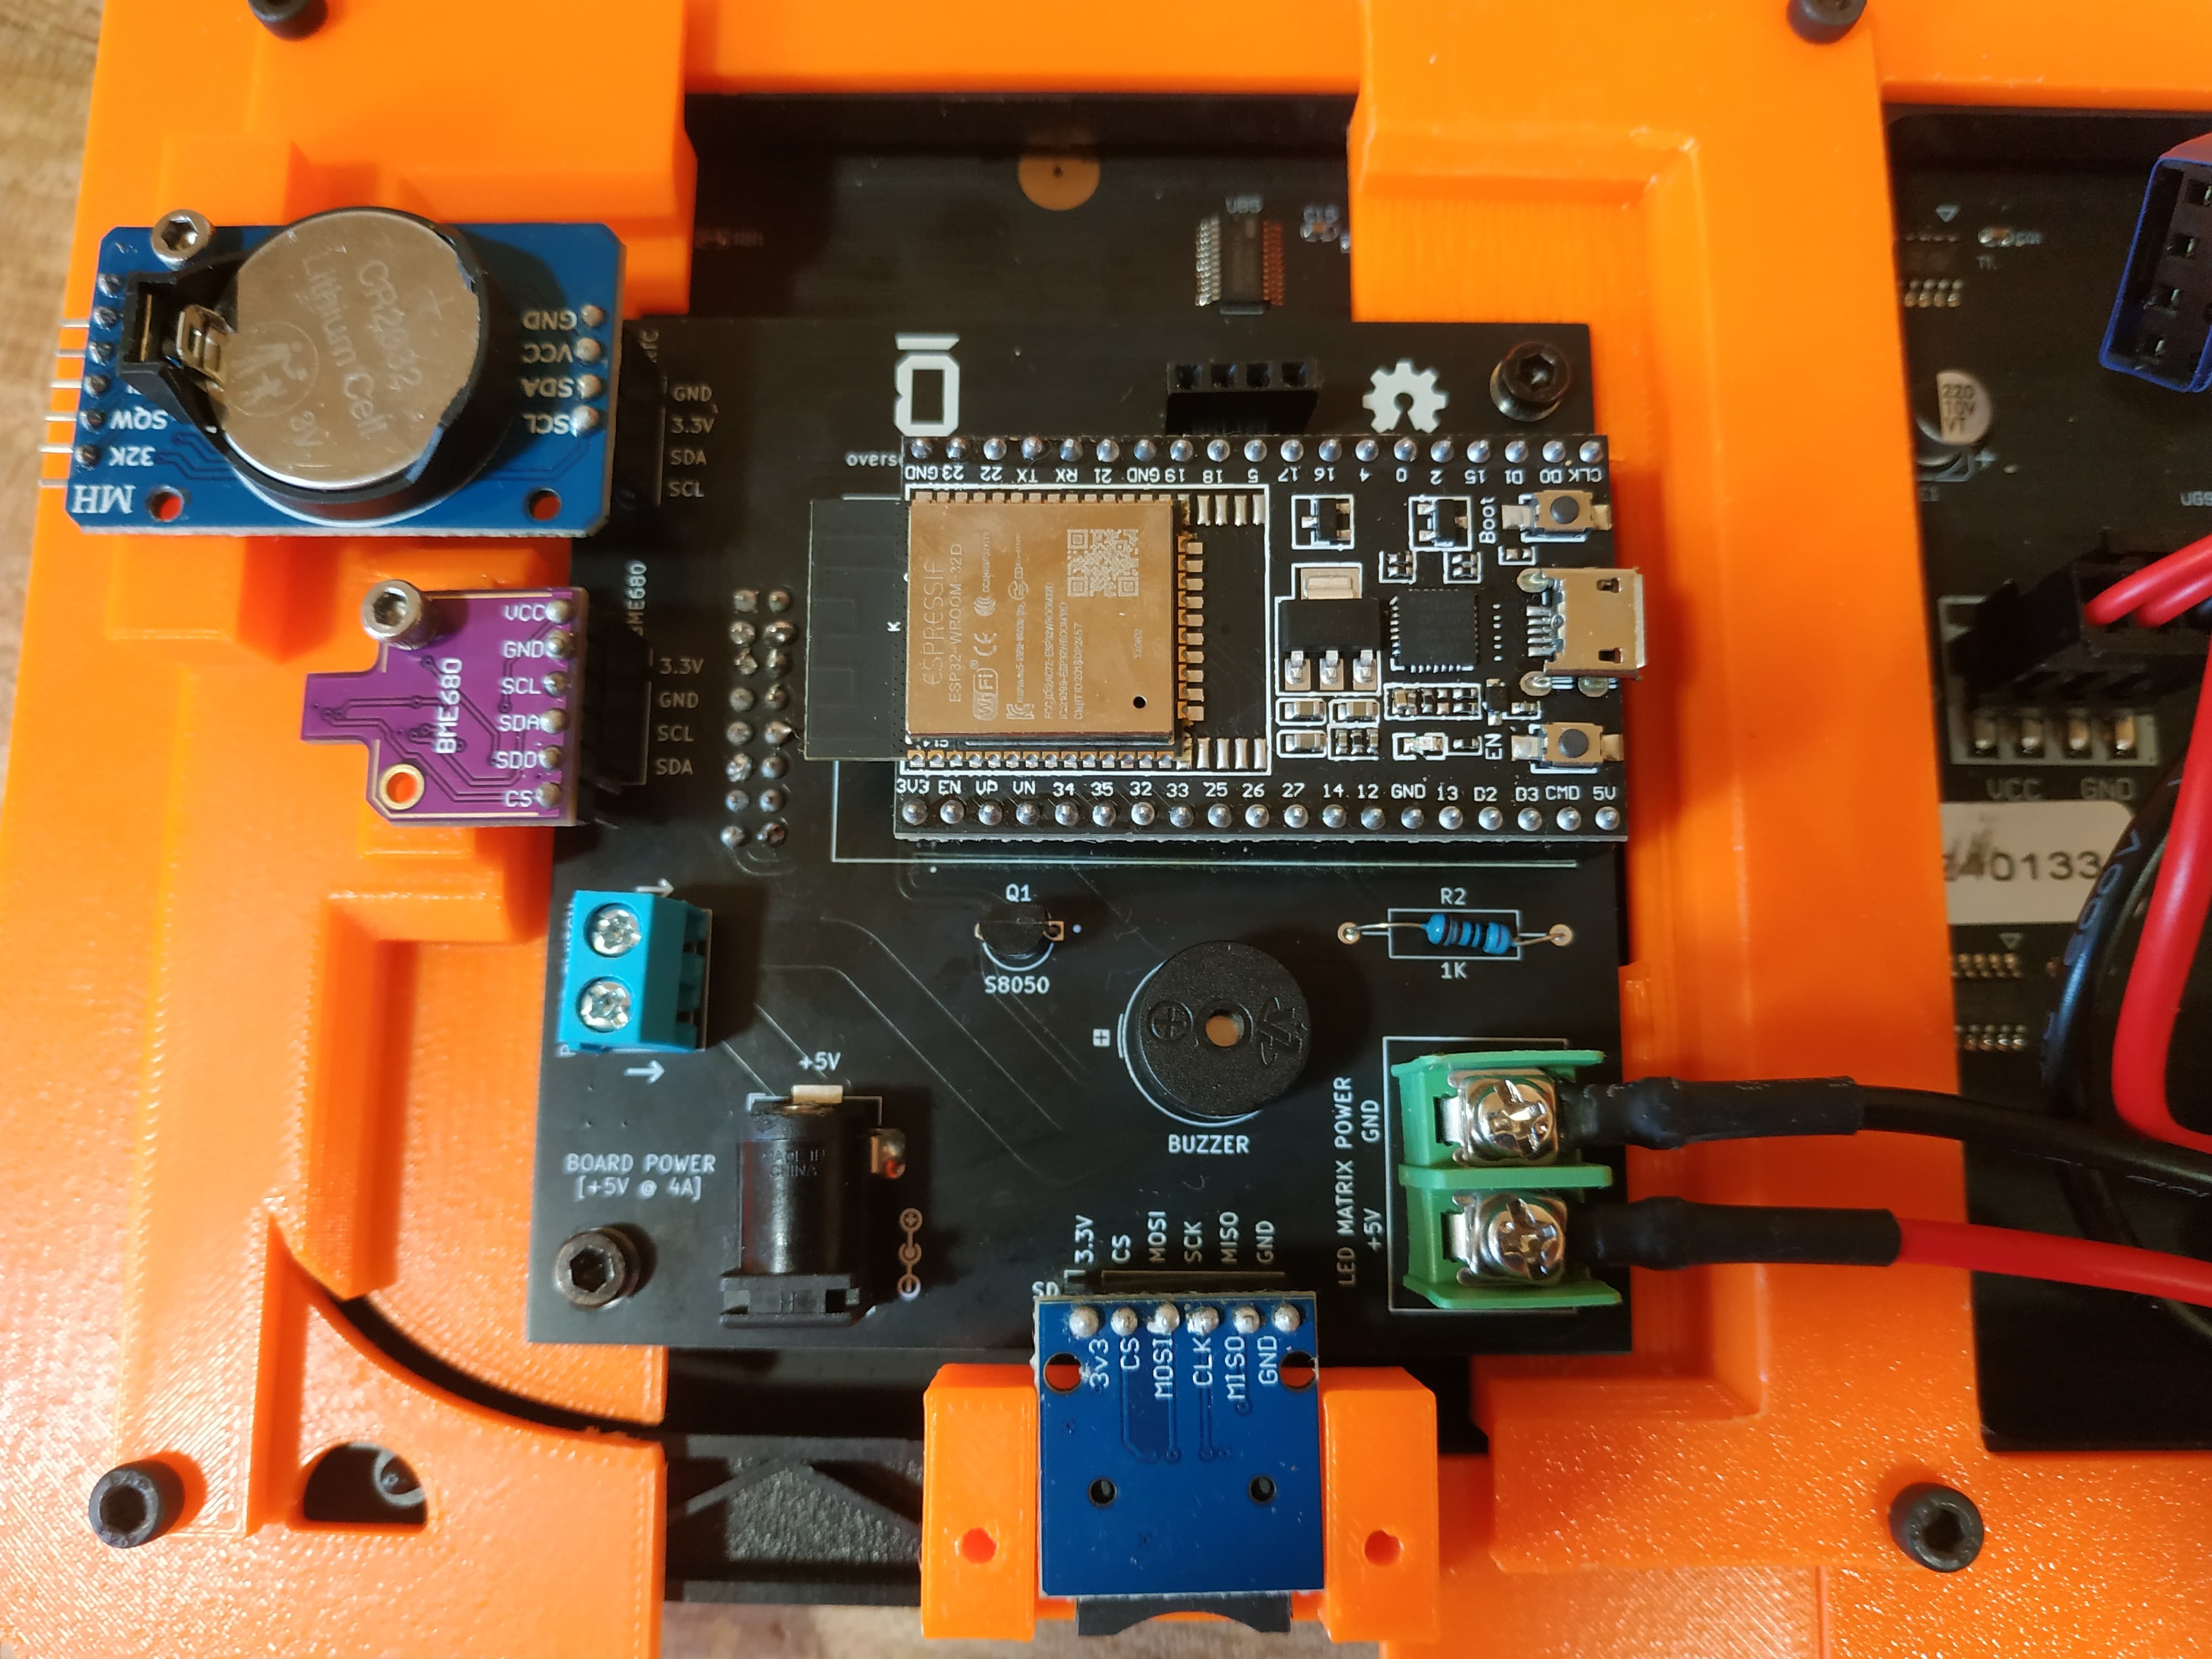 CR2032
Lithium Cell
3V
+
GND
VCC
SDA
SCL
SQW
32K
MH
GND
3.3V
SDA
SCL
BME680
3.3V
GND
SCL
SDA
VCC
GND
SCL
SDA
SDO
CS
BME680
GND 23 22 TX RX 21 GND 19 18 5 17 16 4 0 2 15 D1 D0 CLK
Boot
EN
ESPRESSIF
ESP32-WROOM-32D
WiFi
CE
3V3 EN VP VN 34 35 32 33 25 26 27 14 12 GND 13 D2 D3 CMD 5V
Q1
S8050
R2
1K
+5V
BOARD POWER
[+5V @ 4A]
BUZZER
LED MATRIX POWER
GND
+5V
SD
3.3V
CS
MOSI
SCK
MISO
GND
3v3
CS
MOSI
CLK
MISO
GND
220
10V
VT
VCC GND
40133